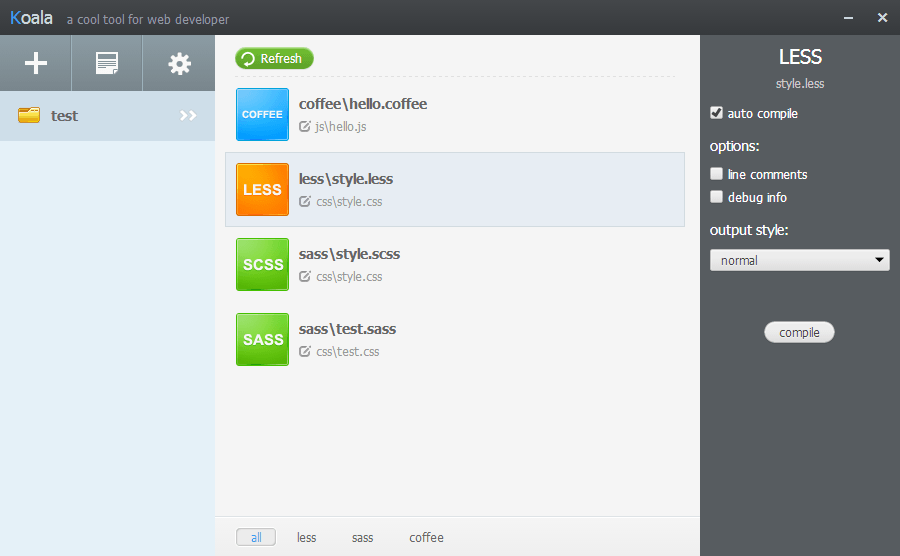 Koala a cool tool for web developer
test
Refresh
COFFEE
coffee\hello.coffee
js\hello.js
LESS
less\style.less
css\style.css
SCSS
sass\style.scss
css\style.css
SASS
sass\test.sass
css\test.css
all less sass coffee
LESS
style.less
auto compile
options:
line comments
debug info
output style:
normal
compile